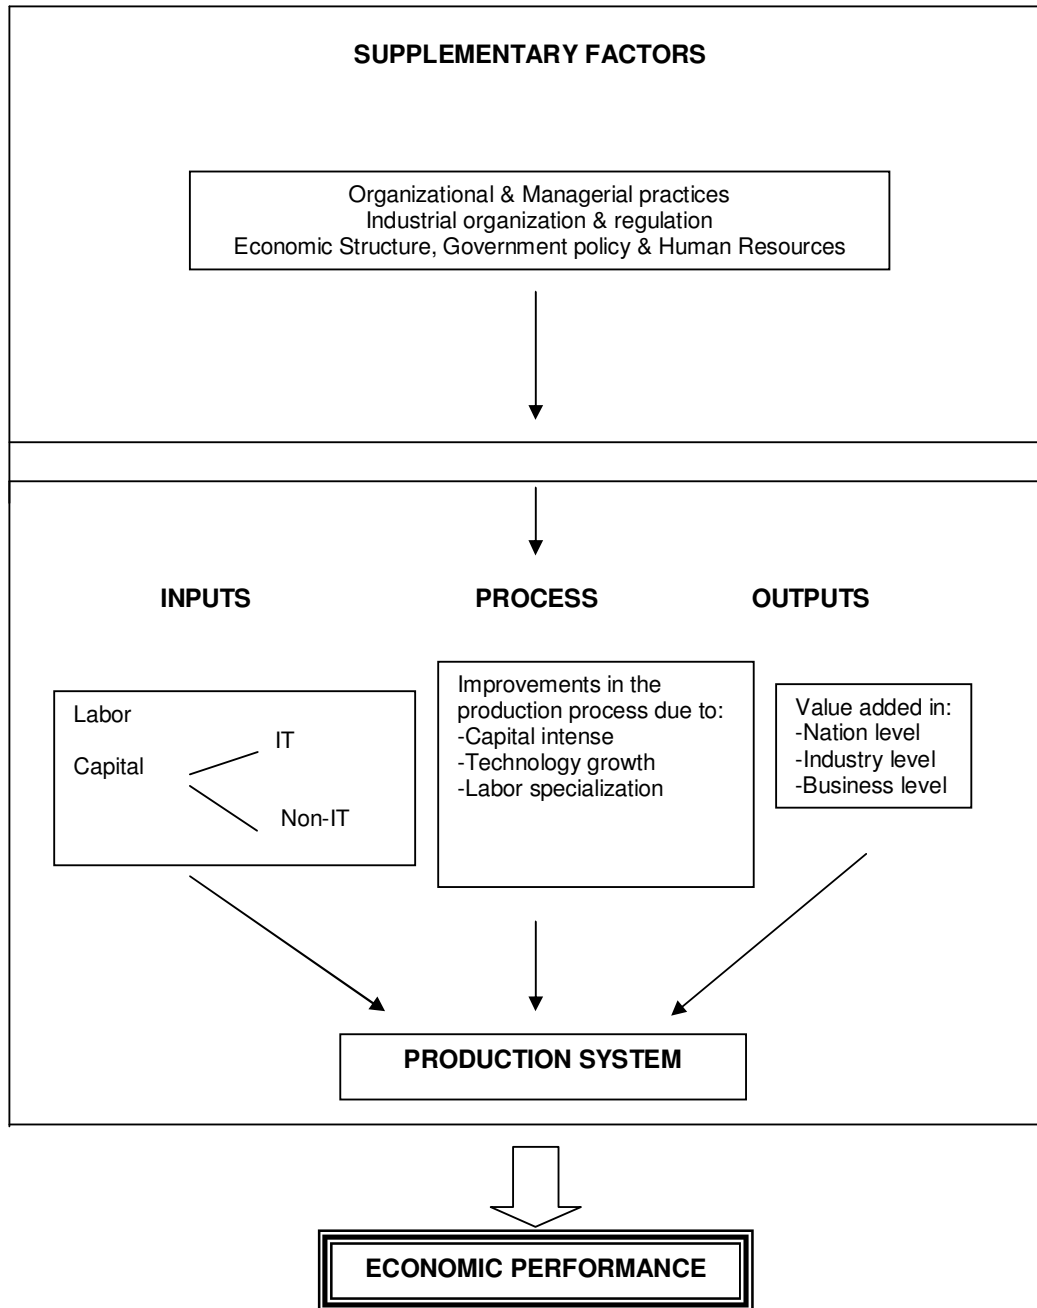 SUPPLEMENTARY FACTORS
Organizational & Managerial practices
Industrial organization & regulation
Economic Structure, Government policy & Human Resources
INPUTS
PROCESS
OUTPUTS
Labor
Capital
IT
Non-IT
Improvements in the
production process due to:
-Capital intense
-Technology growth
-Labor specialization
Value added in:
-Nation level
-Industry level
-Business level
PRODUCTION SYSTEM
ECONOMIC PERFORMANCE